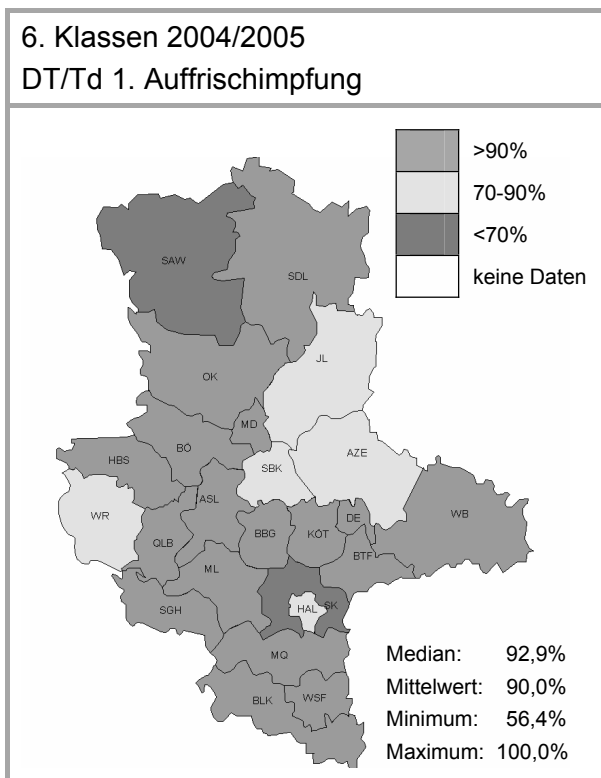 6. Klassen 2004/2005
DT/Td 1. Auffrischimpfung
>90%
70-90%
<70%
keine Daten
SAW
SDL
JL
OK
MD
BÖ
HBS
SBK
AZE
WR
ASL
QLB
BBG
KÖT
DE
WB
BTF
ML
SGH
HAL
SK
MQ
BLK
WSF
Median: 92,9%
Mittelwert: 90,0%
Minimum: 56,4%
Maximum: 100,0%